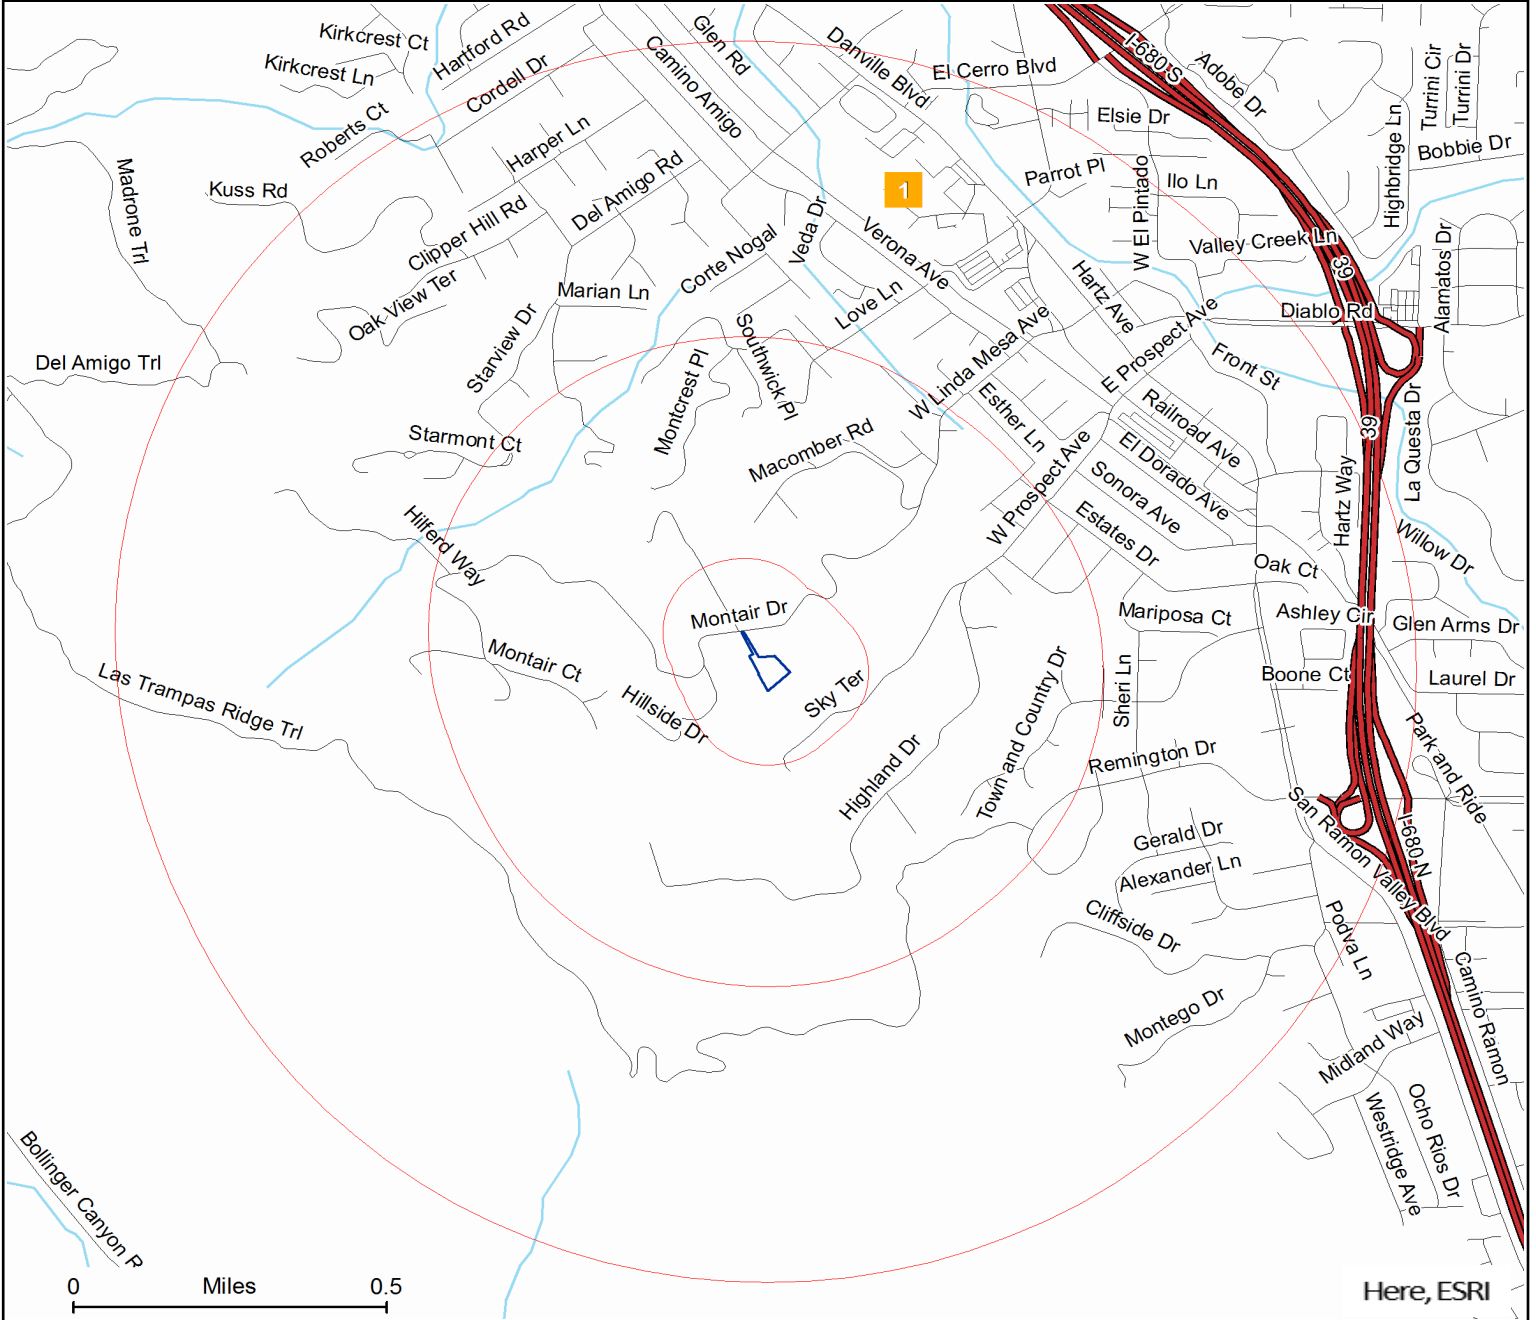 Kirkcrest Ct
Hartford Rd
Glen Rd
Camino Amigo
Danville Blvd
El Cerro Blvd
I-680 S
Adobe Dr
Turrini Cir
Turrini Dr
Kirkcrest Ln
Cordell Dr
Roberts Ct
Harper Ln
Elsie Dr
Highbridge Ln
Bobbie Dr
Madrone Trl
Kuss Rd
Del Amigo Rd
1
Parrot Pl
W El Pintado
Ilo Ln
Clipper Hill Rd
Veda Dr
Verona Ave
Valley Creek Ln
39
Alamatos Dr
Corte Nogal
Oak View Ter
Marian Ln
Love Ln
Hartz Ave
Diablo Rd
Starview Dr
Southwick Pl
W Linda Mesa Ave
E Prospect Ave
Front St
Del Amigo Trl
Montcrest Pl
Esther Ln
Railroad Ave
La Questa Dr
39
Starmont Ct
Macomber Rd
El Dorado Ave
W Prospect Ave
Sonora Ave
Hartz Way
Hilferd Way
Estates Dr
Willow Dr
Oak Ct
Montair Dr
Mariposa Ct
Ashley Cir
Glen Arms Dr
Montair Ct
Boone Ct
Laurel Dr
Las Trampas Ridge Trl
Hillside Dr
Sky Ter
Town and Country Dr
Sheri Ln
Park and Ride
Highland Dr
Remington Dr
San Ramon Valley Blvd
I-680 N
Gerald Dr
Alexander Ln
Cliffside Dr
Podva Ln
Camino Ramon
Montego Dr
Midland Way
Westridge Ave
Ocho Rios Dr
Bollinger Canyon R
0 Miles 0.5
Here, ESRI